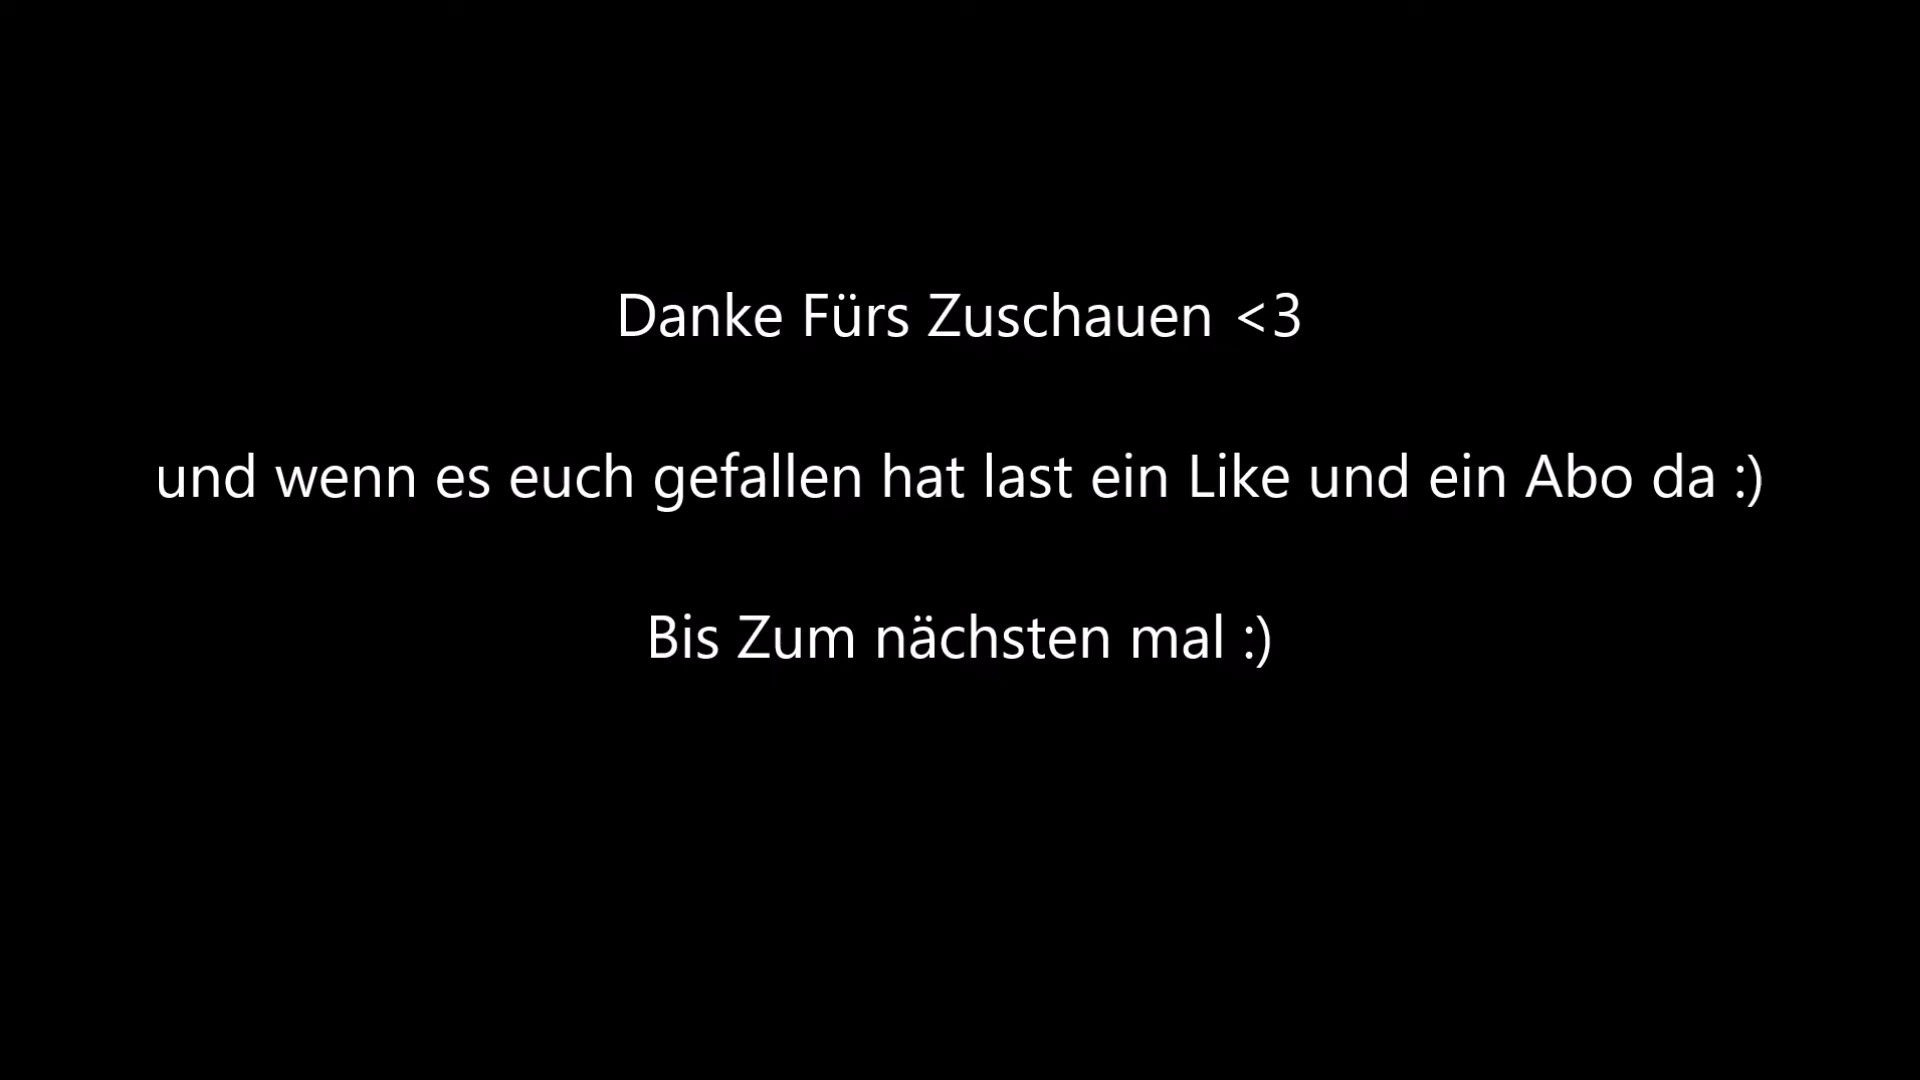 Danke Fürs Zuschauen <3
und wenn es euch gefallen hat last ein Like und ein Abo da :)
Bis Zum nächsten mal :)